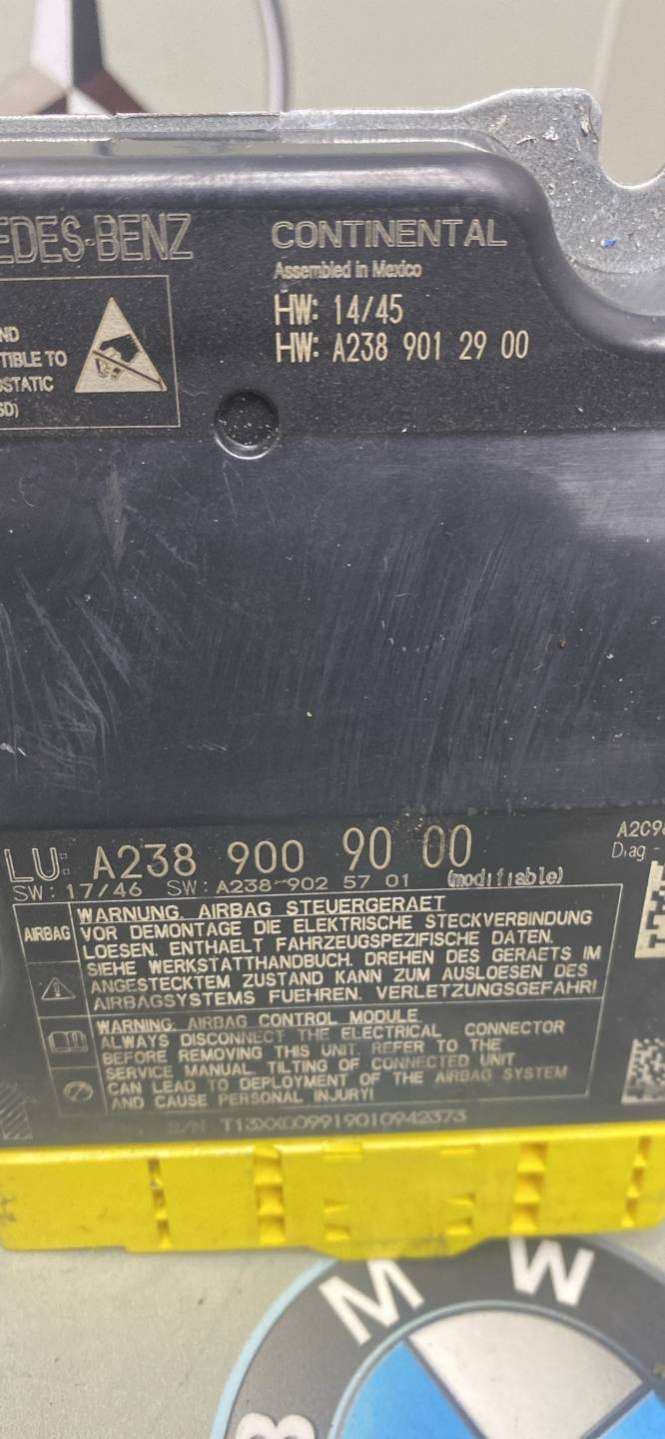 EDES-BENZ
CONTINENTAL
Assembled in Mexico
HW: 14/45
HW: A238 901 29 00
ND
TIBLE TO
STATIC
SD)
LU: A238 900 90 00
A2C9
Diag -
SW: 17/46 SW: A238 902 57 01 (modifiable)
AIRBAG
WARNUNG. AIRBAG STEUERGERAET
VOR DEMONTAGE DIE ELEKTRISCHE STECKVERBINDUNG
LOESEN. ENTHAELT FAHRZEUGSPEZIFISCHE DATEN.
SIEHE WERKSTATTHANDBUCH. DREHEN DES GERAETS IM
ANGESTECKTEM ZUSTAND KANN ZUM AUSLOESEN DES
AIRBAGSYSTEMS FUEHREN. VERLETZUNGSGEFAHR!
WARNING: AIRBAG CONTROL MODULE
ALWAYS DISCONNECT THE ELECTRICAL CONNECTOR
BEFORE REMOVING THIS UNIT. REFER TO THE
SERVICE MANUAL. TILTING OF CONNECTED UNIT
CAN LEAD TO DEPLOYMENT OF THE AIRBAG SYSTEM
AND CAUSE PERSONAL INJURY!
S/N T13XX099919010942373
BMW